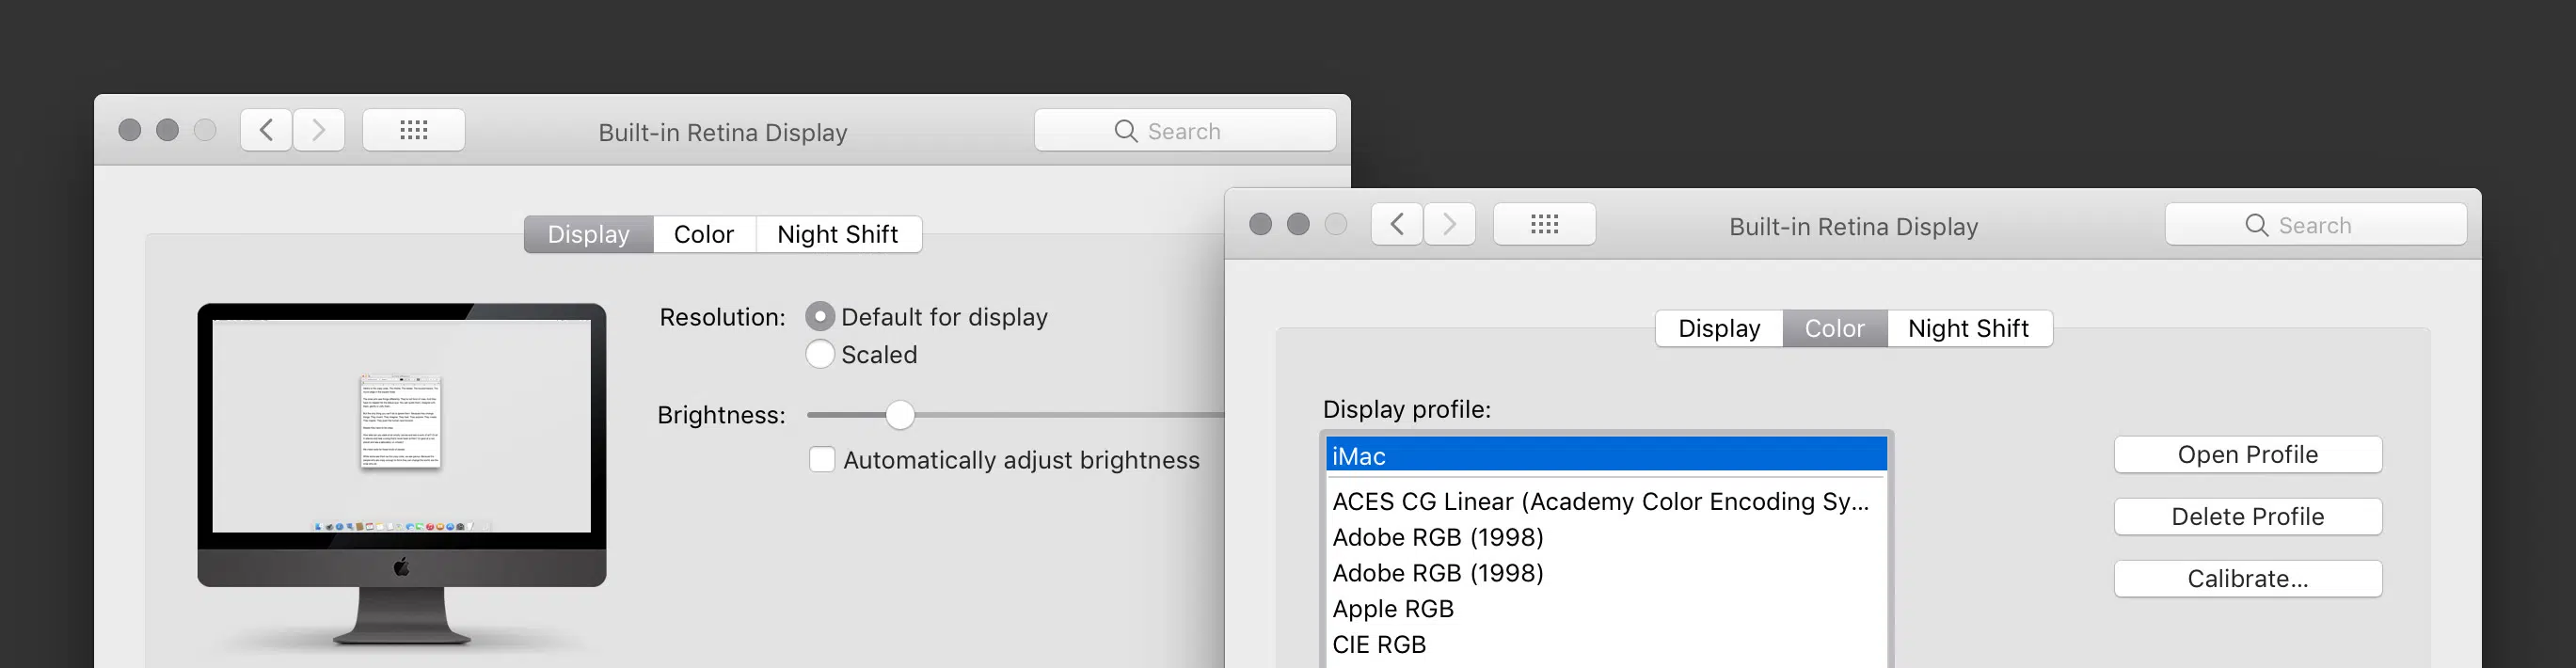 Built-in Retina Display
Search
Display
Color
Night Shift
Resolution:
Default for display
Scaled
Brightness:
Automatically adjust brightness
Built-in Retina Display
Search
Display
Color
Night Shift
Display profile:
iMac
ACES CG Linear (Academy Color Encoding Sy...
Adobe RGB (1998)
Adobe RGB (1998)
Apple RGB
CIE RGB
Open Profile
Delete Profile
Calibrate...